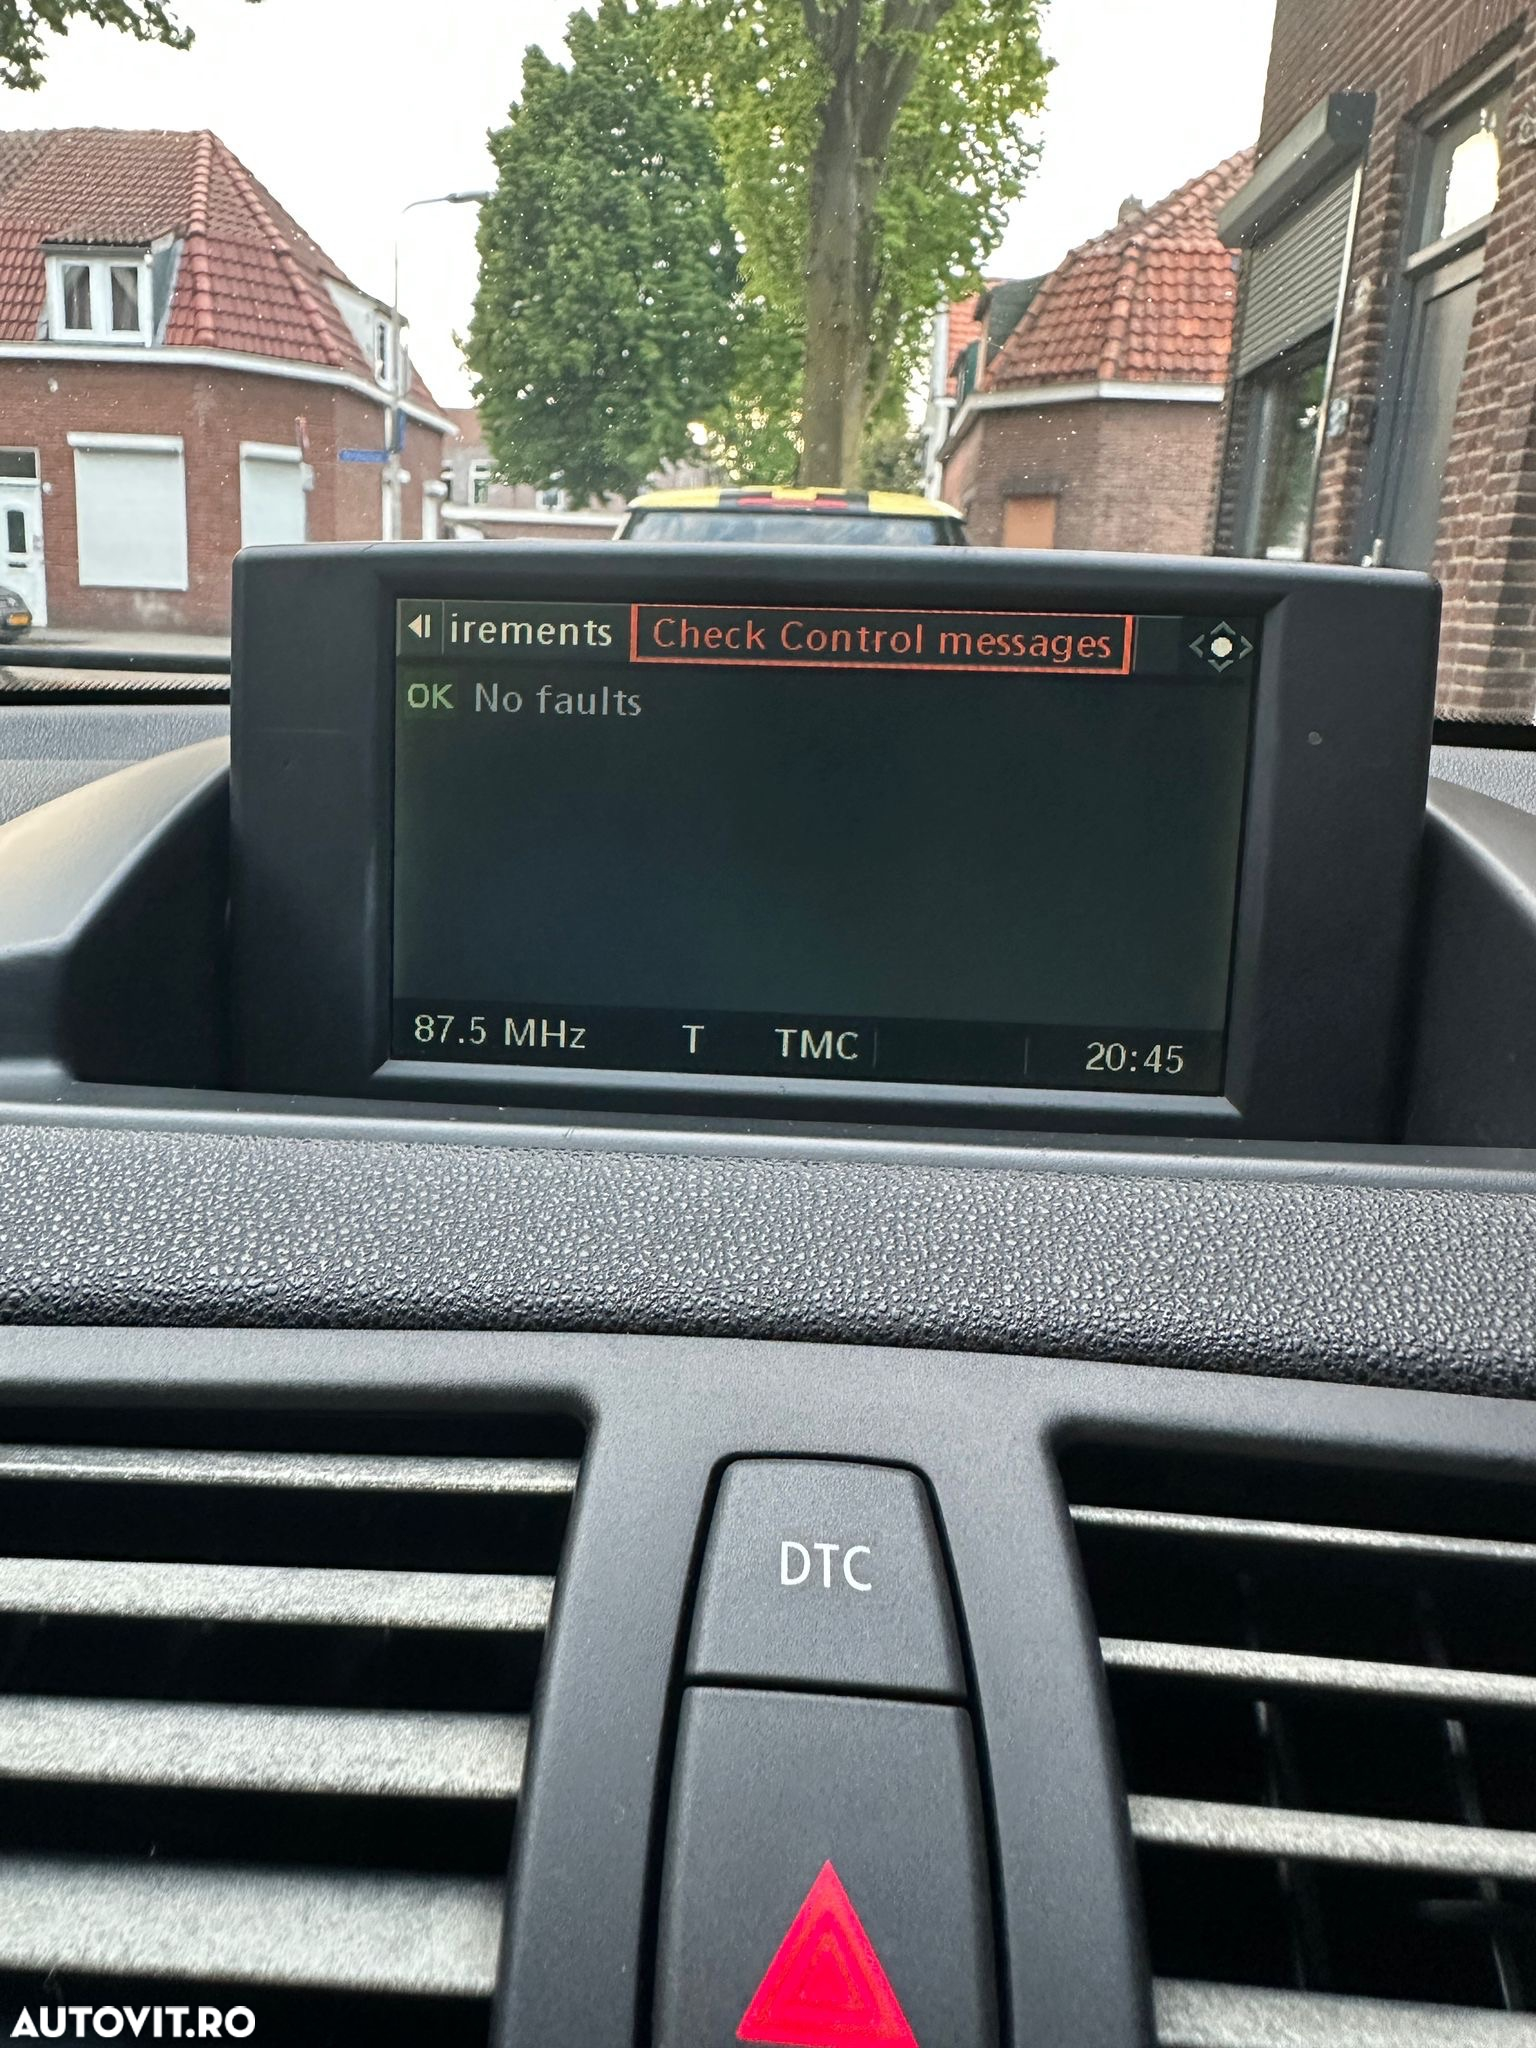 irements Check Control messages
OK No faults
87.5 MHz T TMC 20:45
DTC
AUTOVIT.RO